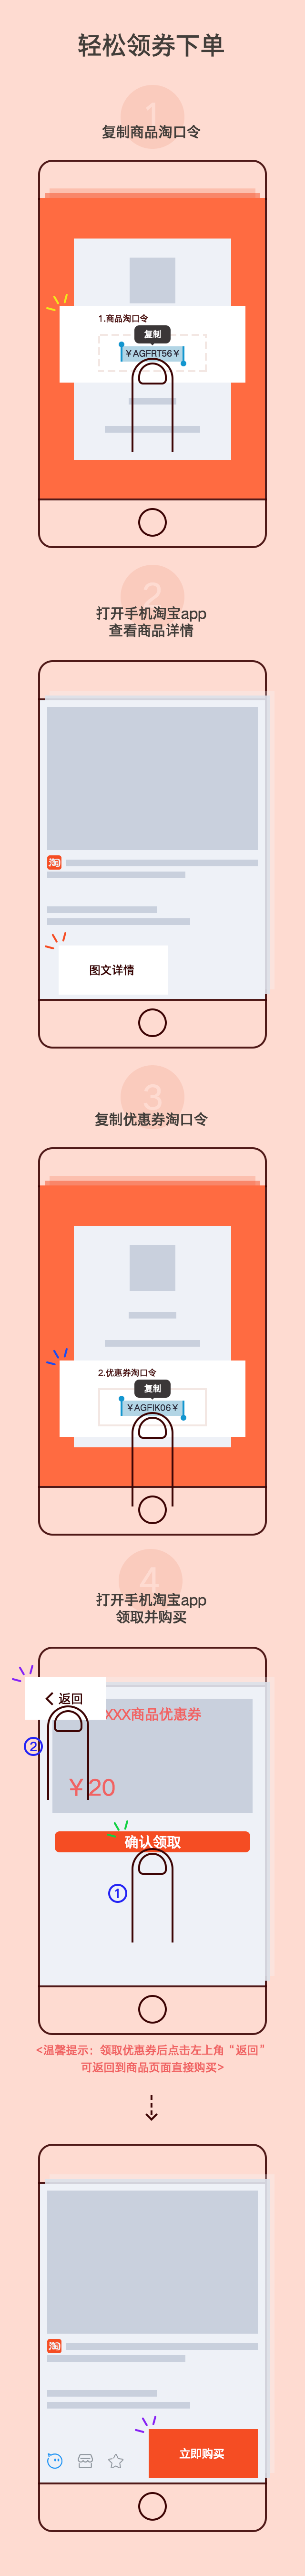 轻松领券下单
1
复制商品淘口令
1.商品淘口令
复制
￥AGFRT56￥
2
打开手机淘宝app
查看商品详情
淘
图文详情
3
复制优惠券淘口令
2.优惠券淘口令
复制
￥AGFIK06￥
4
打开手机淘宝app
领取并购买
返回
XXX商品优惠券
②
￥20
确认领取
①
<温馨提示：领取优惠券后点击左上角“返回”
可返回到商品页面直接购买>
淘
立即购买